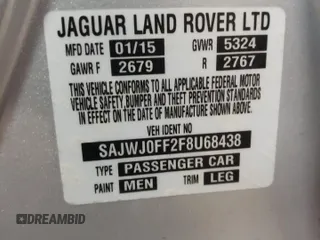 JAGUAR LAND ROVER LTD
MFD DATE 01/15 GVWR 5324
GAWR F 2679 R 2767
THIS VEHICLE CONFORMS TO ALL APPLICABLE FEDERAL MOTOR
VEHICLE SAFETY,BUMPER AND THEFT PREVENTION STANDARDS
IN EFFECT ON THE DATE OF MANUFACTURE SHOWN ABOVE.
VEH IDENT NO
SAJWJ0FF2F8U68438
TYPE PASSENGER CAR
PAINT MEN TRIM LEG
© DREAMBID